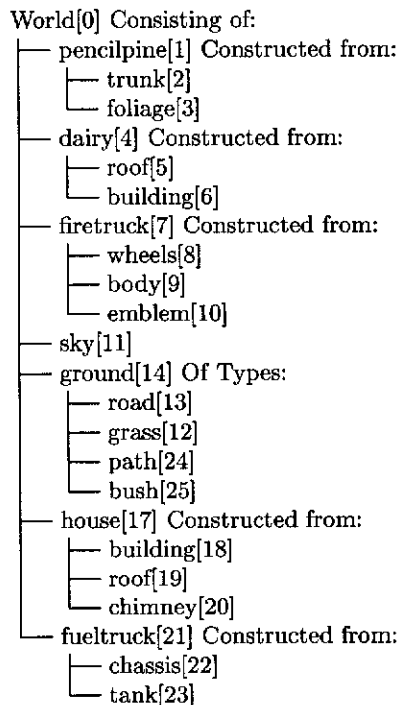 World[0] Consisting of:
pencilpine[1] Constructed from:
trunk[2]
foliage[3]
dairy[4] Constructed from:
roof[5]
building[6]
firetruck[7] Constructed from:
wheels[8]
body[9]
emblem[10]
sky[11]
ground[14] Of Types:
road[13]
grass[12]
path[24]
bush[25]
house[17] Constructed from:
building[18]
roof[19]
chimney[20]
fueltruck[21] Constructed from:
chassis[22]
tank[23]